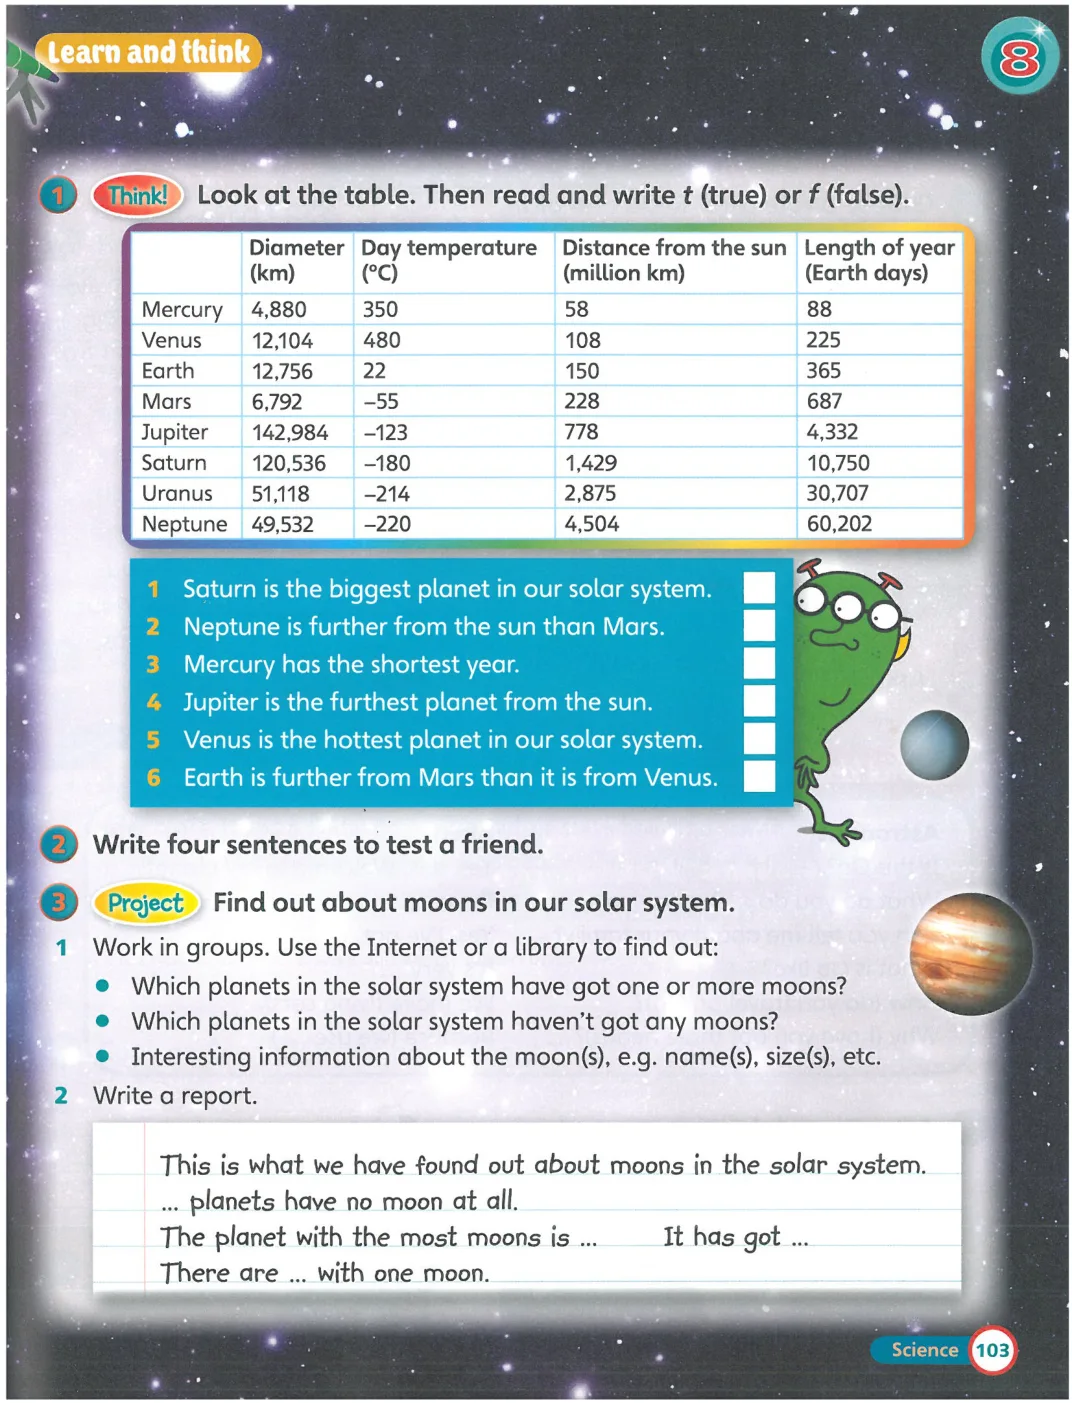 Learn and think
8
1 Think! Look at the table. Then read and write t (true) or f (false).
Diameter (km) Day temperature (ºC) Distance from the sun (million km) Length of year (Earth days)
Mercury 4,880 350 58 88
Venus 12,104 480 108 225
Earth 12,756 22 150 365
Mars 6,792 –55 228 687
Jupiter 142,984 –123 778 4,332
Saturn 120,536 –180 1,429 10,750
Uranus 51,118 –214 2,875 30,707
Neptune 49,532 –220 4,504 60,202
1 Saturn is the biggest planet in our solar system.
2 Neptune is further from the sun than Mars.
3 Mercury has the shortest year.
4 Jupiter is the furthest planet from the sun.
5 Venus is the hottest planet in our solar system.
6 Earth is further from Mars than it is from Venus.
2 Write four sentences to test a friend.
3 Project Find out about moons in our solar system.
1 Work in groups. Use the Internet or a library to find out:
• Which planets in the solar system have got one or more moons?
• Which planets in the solar system haven't got any moons?
• Interesting information about the moon(s), e.g. name(s), size(s), etc.
2 Write a report.
This is what we have found out about moons in the solar system.
... planets have no moon at all.
The planet with the most moons is ... It has got ...
There are ... with one moon.
Science 103